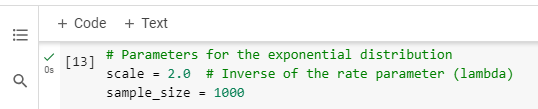 + Code + Text
0s
[13] # Parameters for the exponential distribution
scale = 2.0  # Inverse of the rate parameter (lambda)
sample_size = 1000